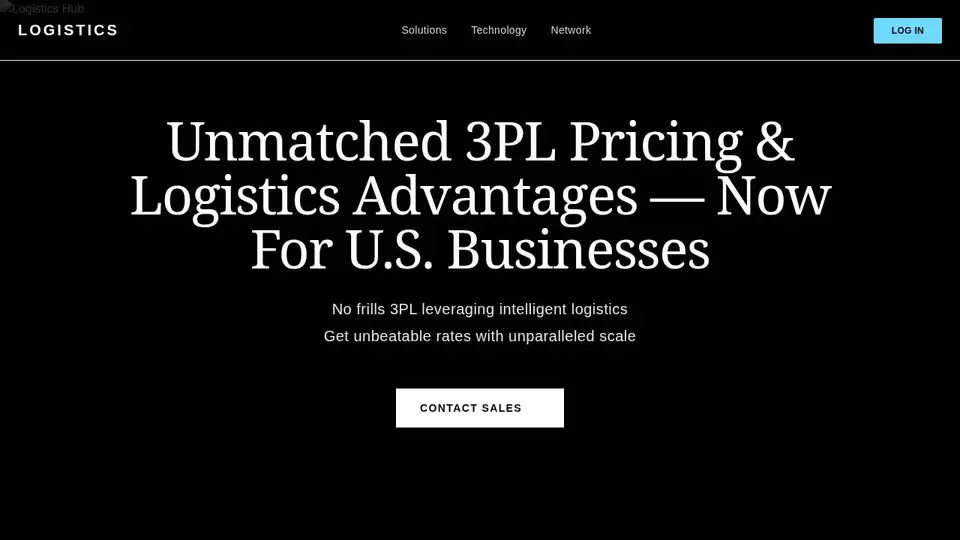 Logistics Hub
LOGISTICS
Solutions
Technology
Network
LOG IN
Unmatched 3PL Pricing &
Logistics Advantages — Now
For U.S. Businesses
No frills 3PL leveraging intelligent logistics
Get unbeatable rates with unparalleled scale
CONTACT SALES